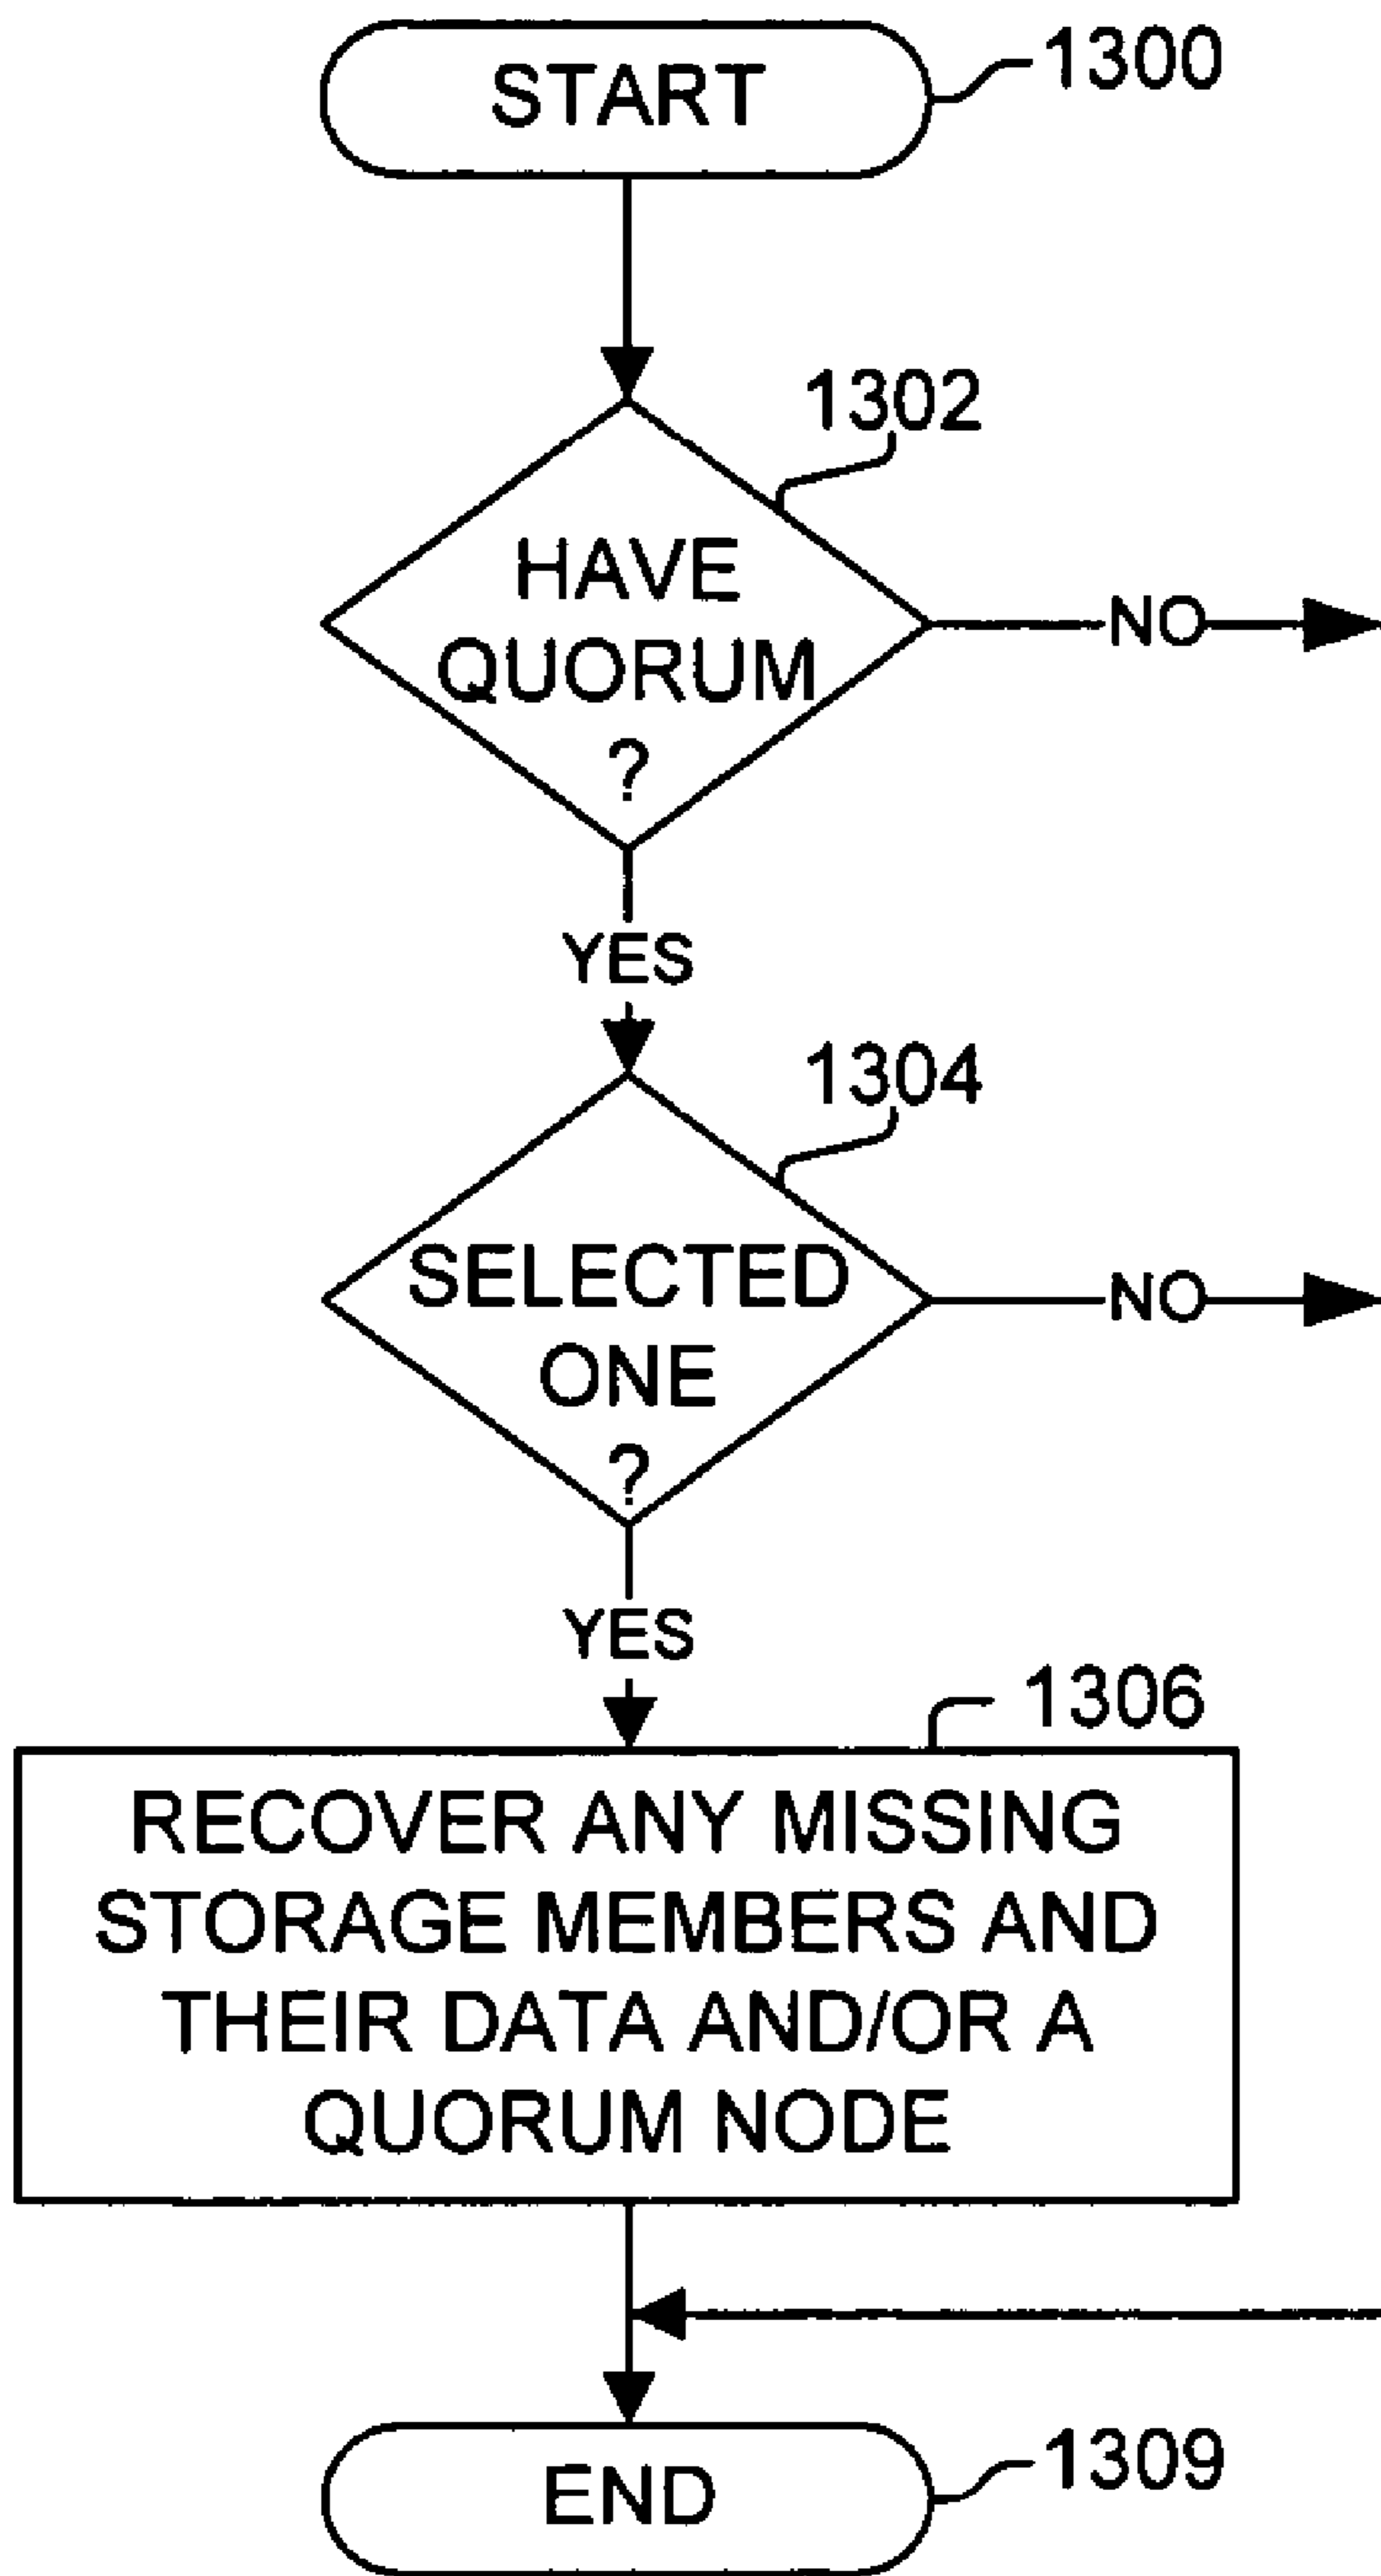 START
1300
1302
HAVE
QUORUM
?
NO
YES
1304
SELECTED
ONE
?
NO
YES
1306
RECOVER ANY MISSING
STORAGE MEMBERS AND
THEIR DATA AND/OR A
QUORUM NODE
END
1309